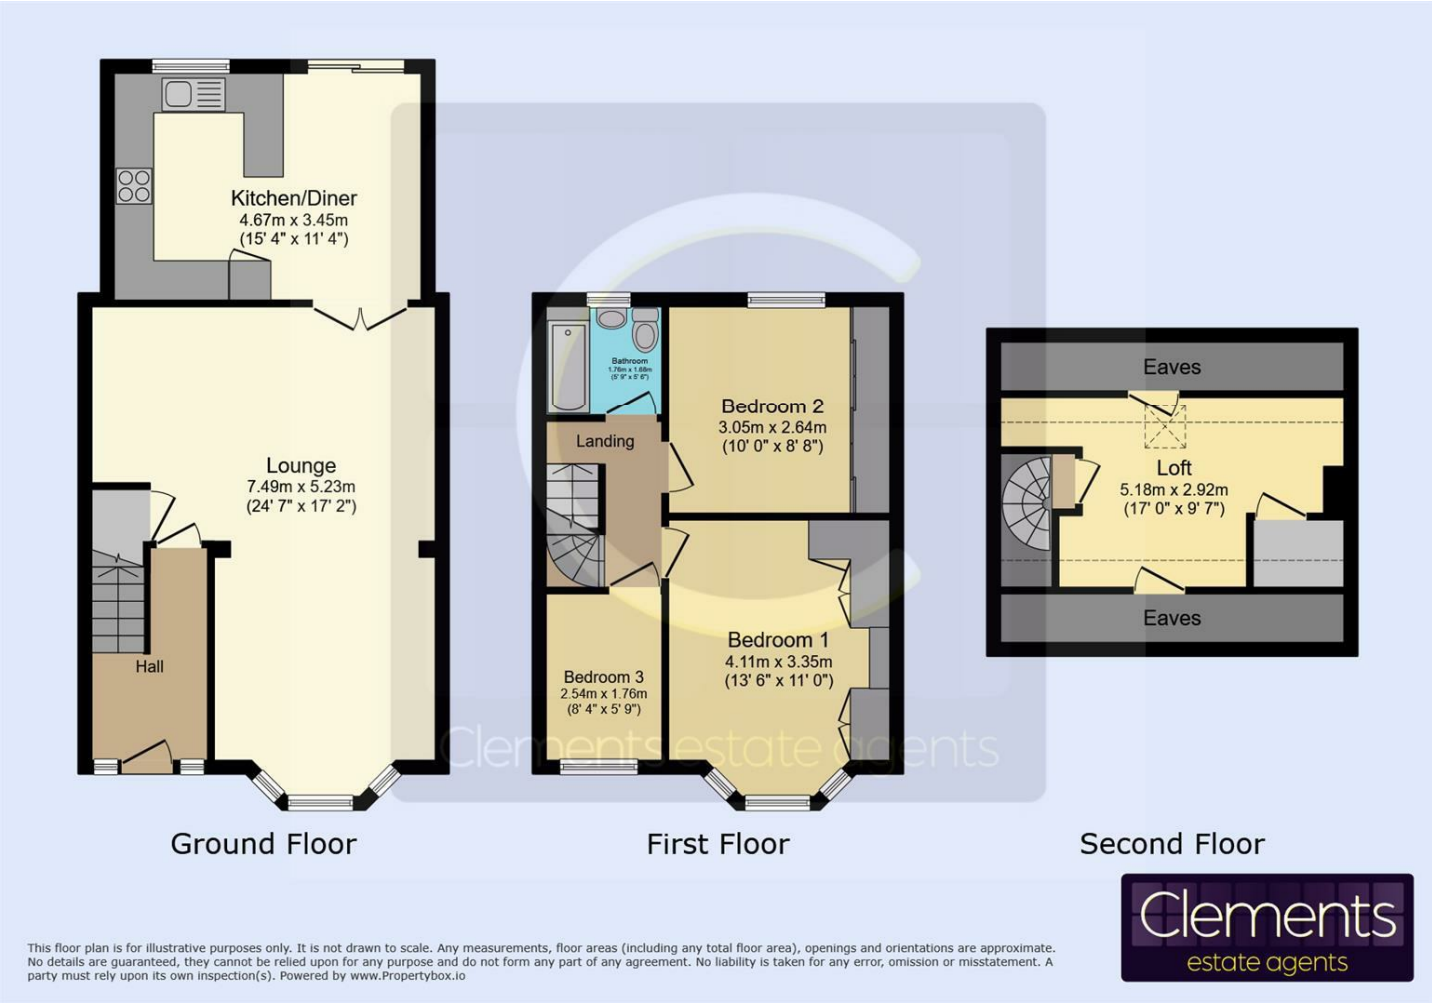 Kitchen/Diner
4.67m x 3.45m
(15' 4" x 11' 4")
Lounge
7.49m x 5.23m
(24' 7" x 17' 2")
Hall
Ground Floor
Bathroom
1.76m x 1.68m
(5' 9" x 5' 6")
Landing
Bedroom 2
3.05m x 2.64m
(10' 0" x 8' 8")
Bedroom 1
4.11m x 3.35m
(13' 6" x 11' 0")
Bedroom 3
2.54m x 1.76m
(8' 4" x 5' 9")
First Floor
Eaves
Loft
5.18m x 2.92m
(17' 0" x 9' 7")
Eaves
Second Floor
Clements estate agents
Clements
estate agents
This floor plan is for illustrative purposes only. It is not drawn to scale. Any measurements, floor areas (including any total floor area), openings and orientations are approximate.
No details are guaranteed, they cannot be relied upon for any purpose and do not form any part of any agreement. No liability is taken for any error, omission or misstatement. A
party must rely upon its own inspection(s). Powered by www.Propertybox.io